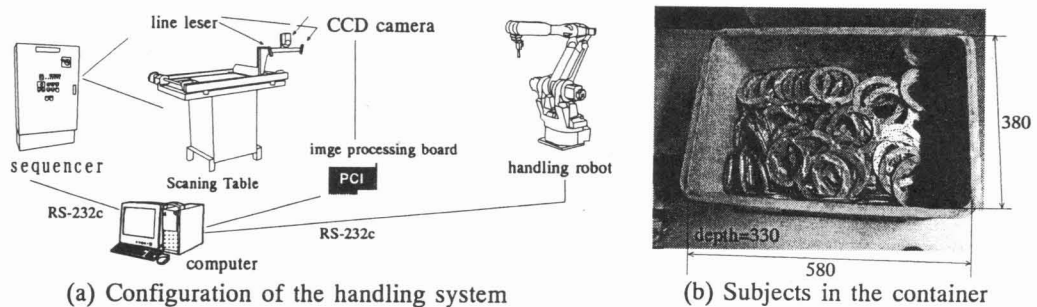 line leser
CCD camera
sequencer
Scaning Table
imge processing board
PCI
handling robot
RS-232c
RS-232c
computer
(a) Configuration of the handling system
380
depth=330
580
(b) Subjects in the container